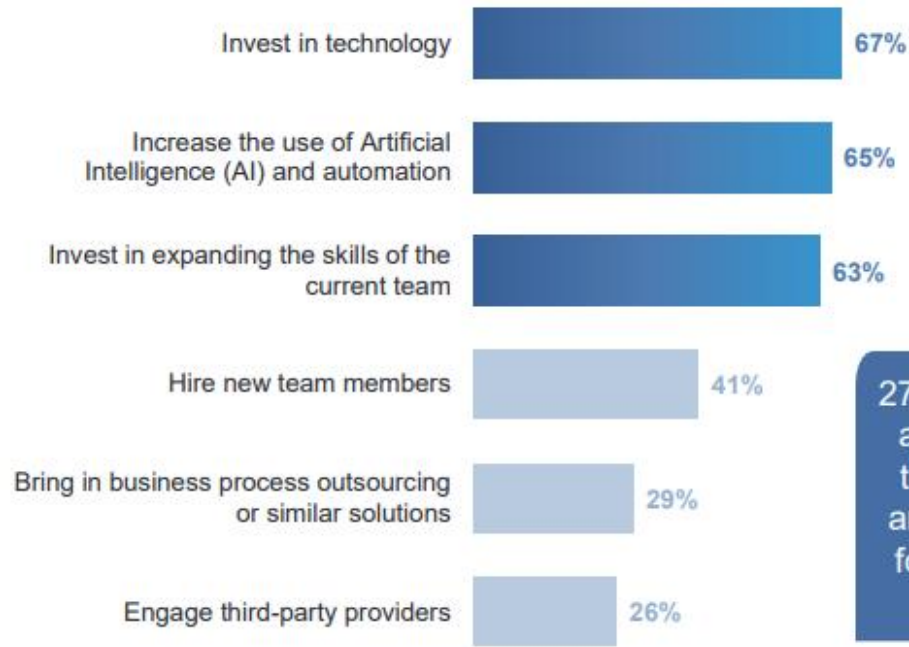 Invest in technology
67%
Increase the use of Artificial
Intelligence (AI) and automation
65%
Invest in expanding the skills of the
current team
63%
Hire new team members
41%
Bring in business process outsourcing
or similar solutions
29%
Engage third-party providers
26%
27